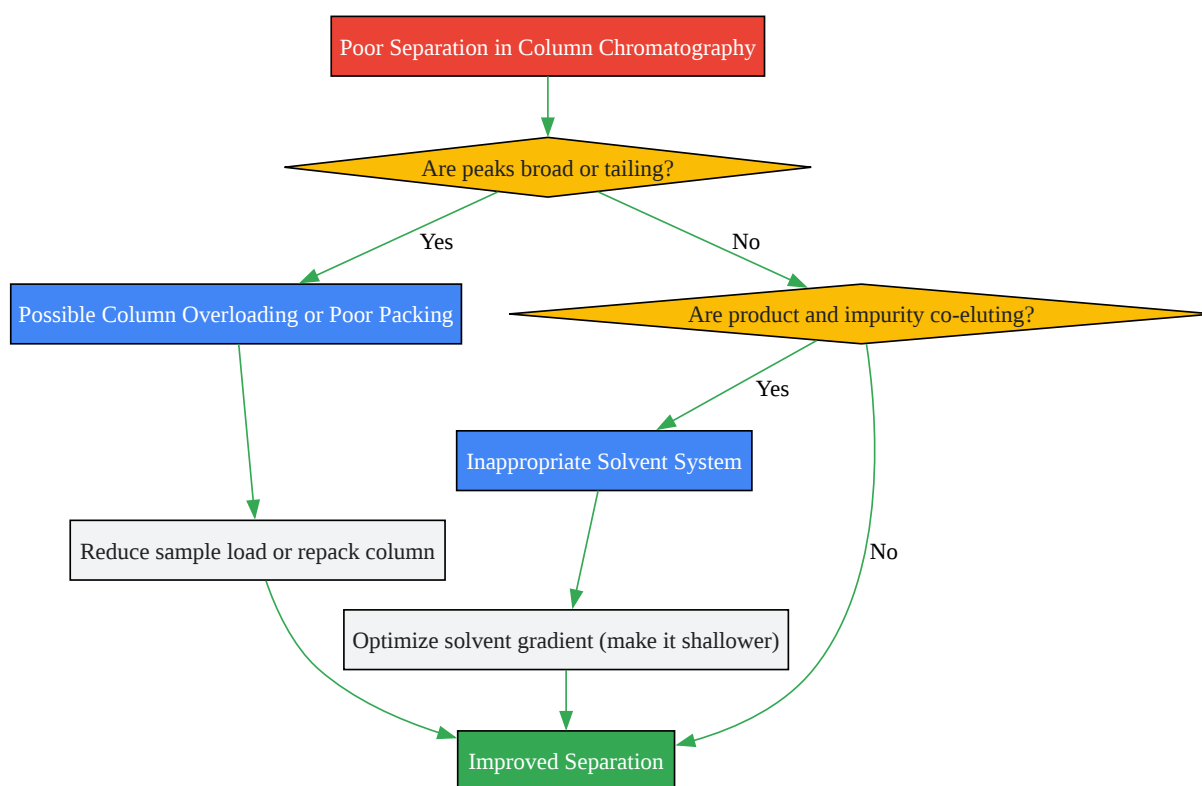 Poor Separation in Column Chromatography
Are peaks broad or tailing?
Yes
No
Possible Column Overloading or Poor Packing
Are product and impurity co-eluting?
Yes
Inappropriate Solvent System
Reduce sample load or repack column
No
Optimize solvent gradient (make it shallower)
Improved Separation